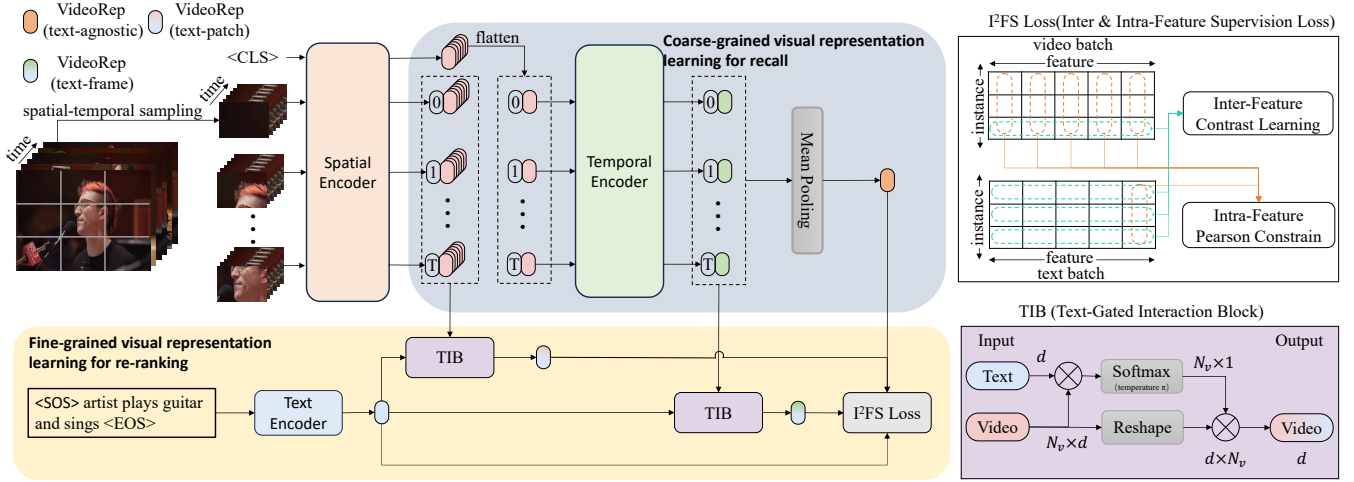 VideoRep
(text-agnostic)
VideoRep
(text-patch)
VideoRep
(text-frame)
<CLS>
time
spatial-temporal sampling
time
Spatial
Encoder
flatten
Coarse-grained visual representation
learning for recall
0
1
T
0
1
T
Temporal
Encoder
0
1
T
Mean Pooling
Fine-grained visual representation
learning for re-ranking
TIB
<SOS> artist plays guitar
and sings <EOS>
Text
Encoder
TIB
I²FS Loss
I²FS Loss(Inter & Intra-Feature Supervision Loss)
video batch
feature
instance
Inter-Feature
Contrast Learning
instance
Intra-Feature
Pearson Constrain
feature
text batch
TIB (Text-Gated Interaction Block)
Input
Output
Text
d
Softmax
(temperature π)
N_v×1
Video
N_v×d
Reshape
d×N_v
Video
d